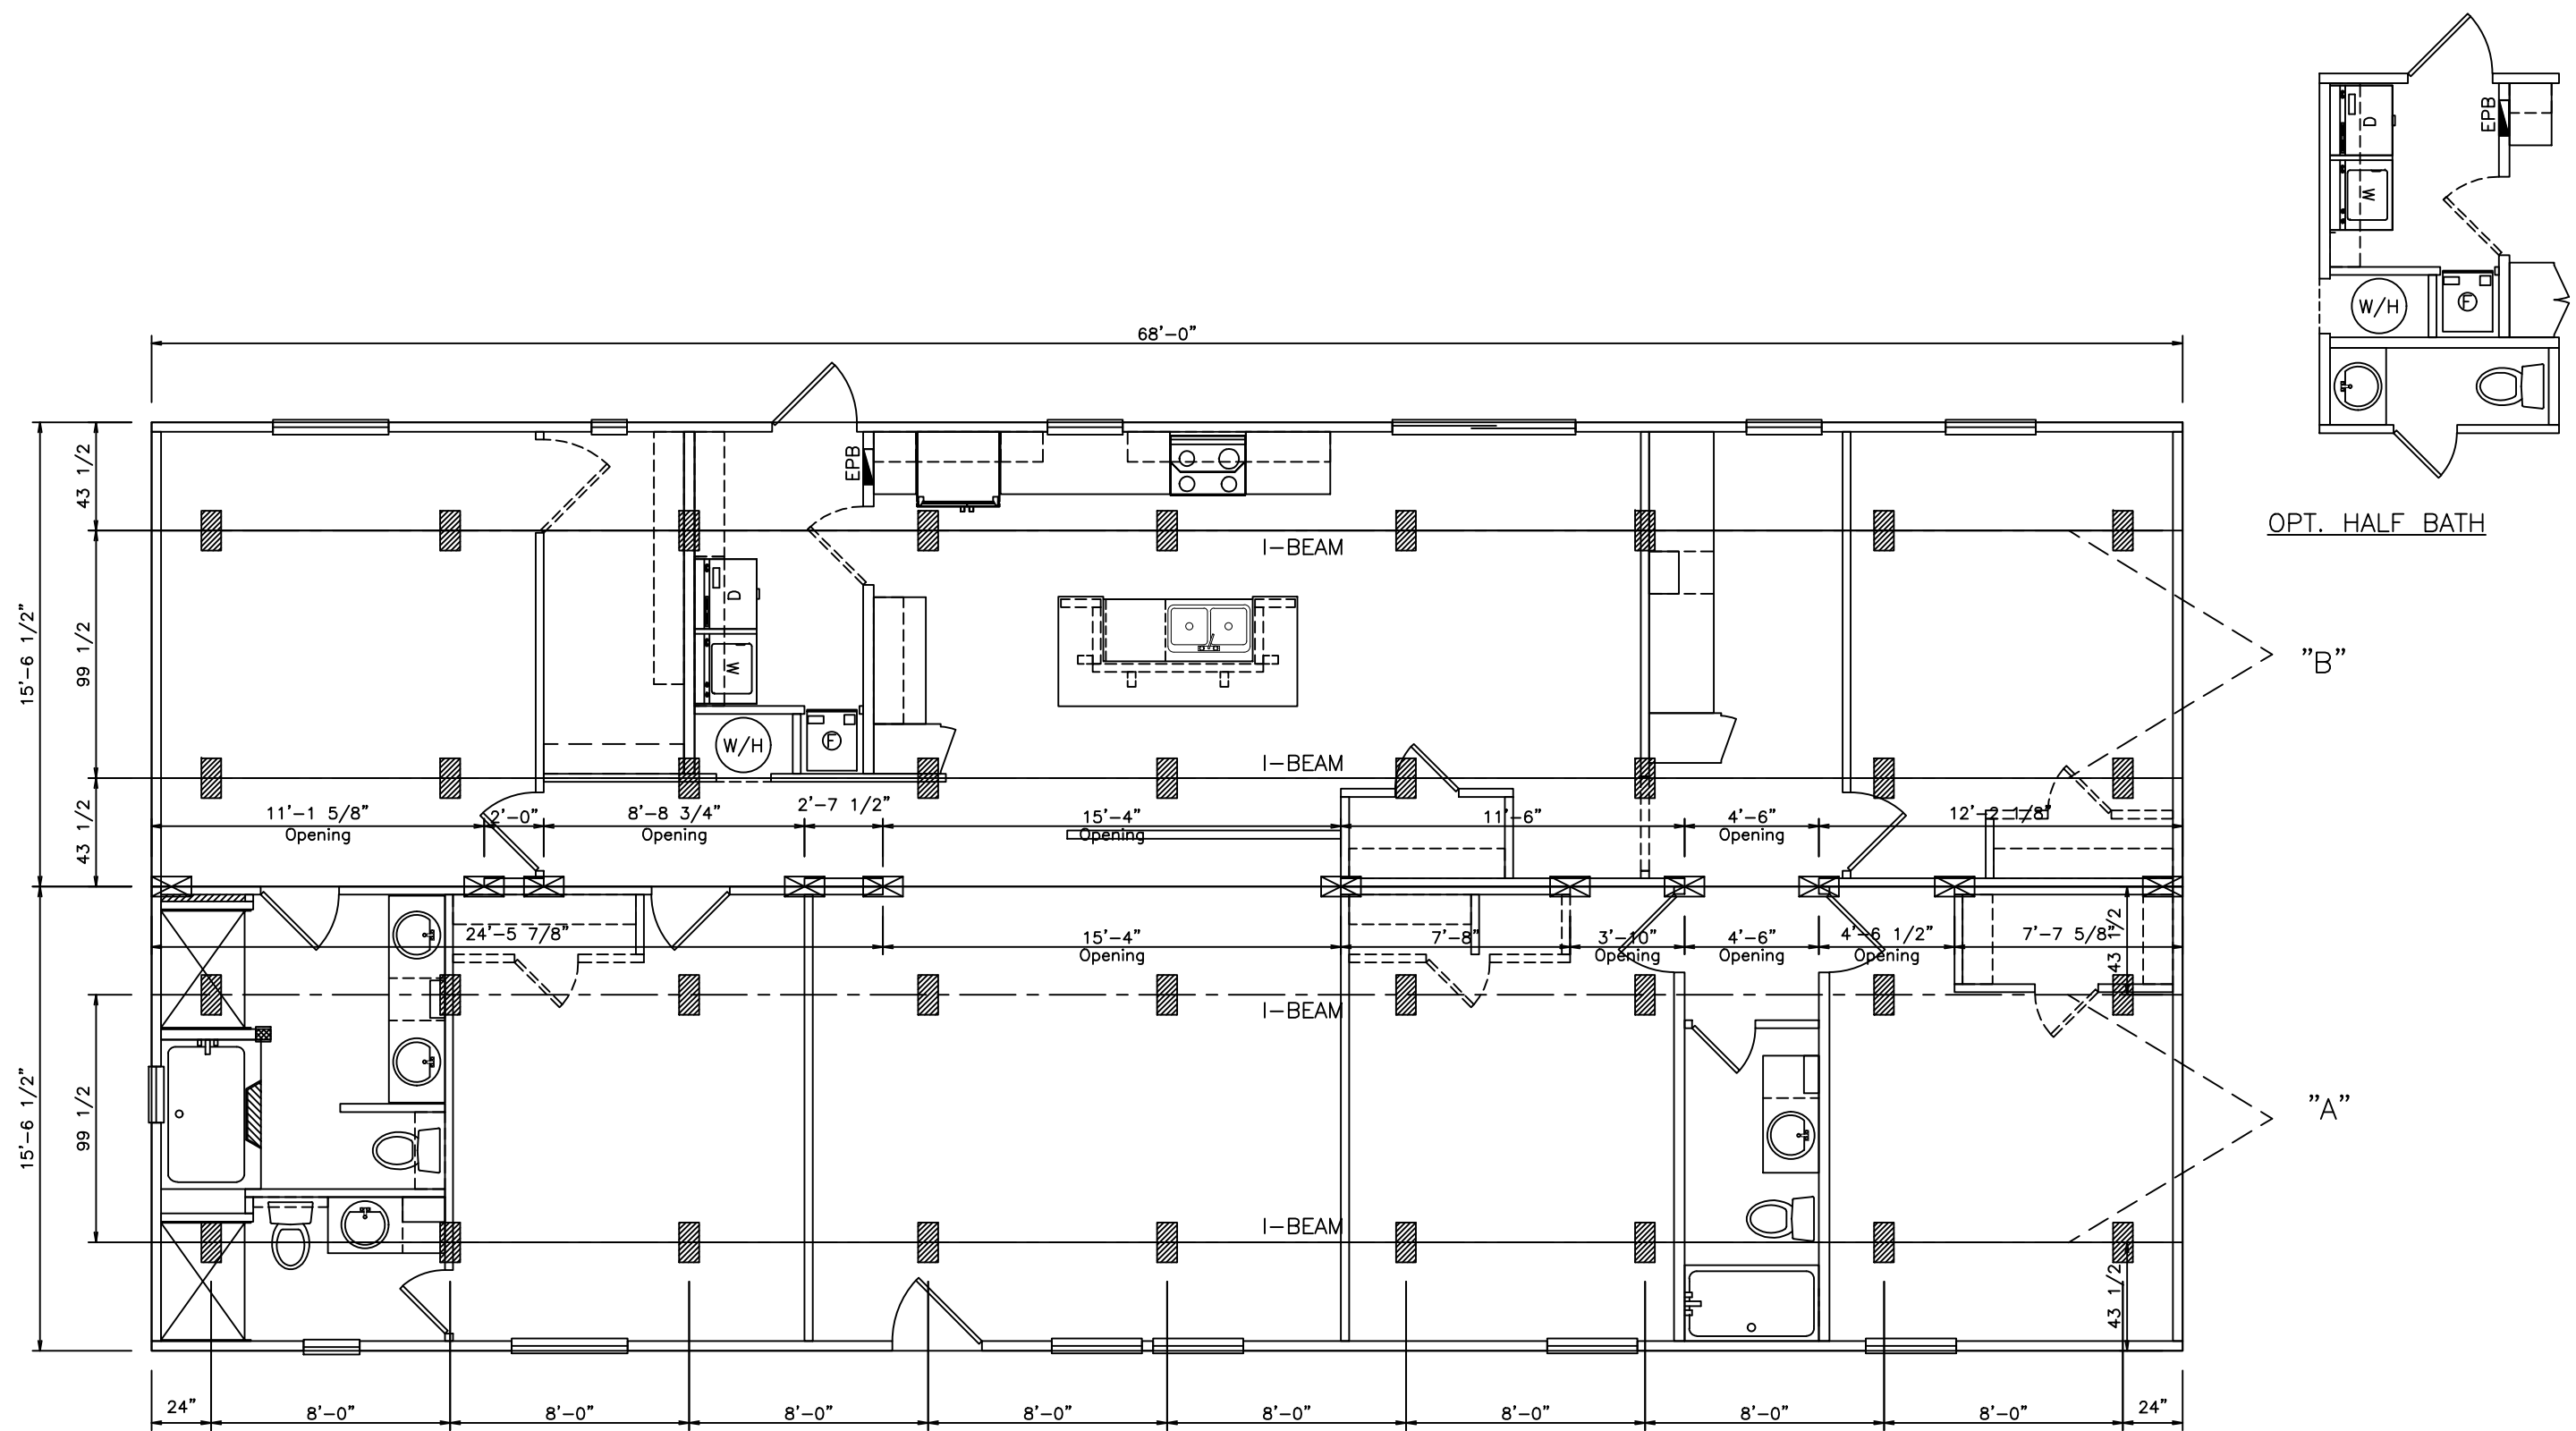 D
EPB
W
W/H
F
OPT. HALF BATH
68'-0"
43 1/2
EPB
I-BEAM
15'-6 1/2"
99 1/2
D
W
"B"
W/H
F
I-BEAM
43 1/2
11'-1 5/8"
Opening
2'-0"
8'-8 3/4"
Opening
2'-7 1/2"
15'-4"
Opening
11'-6"
4'-6"
Opening
12'-2 1/8"
24'-5 7/8"
15'-4"
Opening
7'-8"
3'-10"
Opening
4'-6"
Opening
4'-6 1/2"
Opening
7'-7 5/8"
43 1/2
I-BEAM
15'-6 1/2"
99 1/2
"A"
I-BEAM
43 1/2
24"
8'-0"
8'-0"
8'-0"
8'-0"
8'-0"
8'-0"
8'-0"
8'-0"
24"